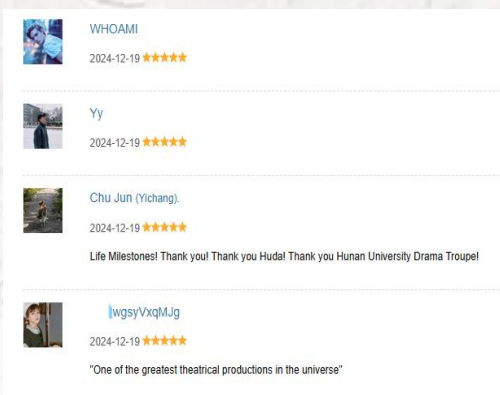 WHOAMI
2024-12-19
Yy
2024-12-19
Chu Jun (Yichang).
2024-12-19
Life Milestones! Thank you! Thank you Huda! Thank you Hunan University Drama Troupe!
lwgsyVxqMJg
2024-12-19
"One of the greatest theatrical productions in the universe"